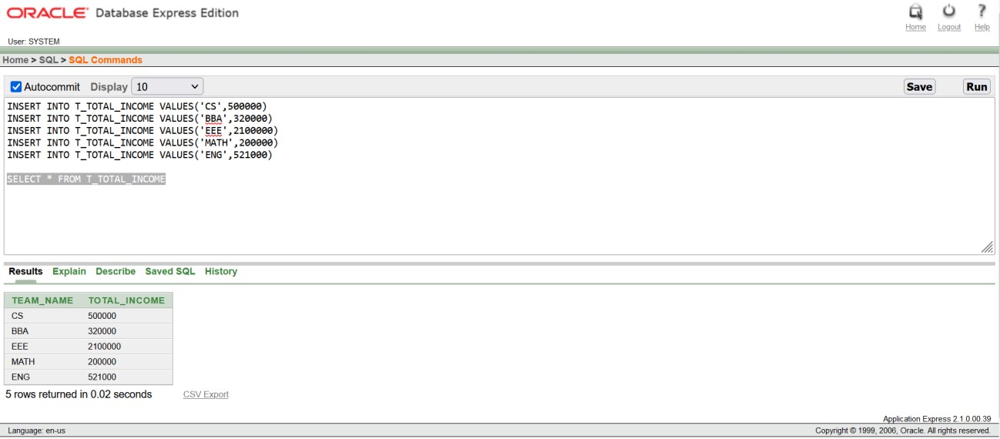 ORACLE Database Express Edition
Home Logout Help
User: SYSTEM
Home > SQL > SQL Commands
Autocommit Display 10 Save Run
INSERT INTO T_TOTAL_INCOME VALUES('CS',500000)
INSERT INTO T_TOTAL_INCOME VALUES('BBA',320000)
INSERT INTO T_TOTAL_INCOME VALUES('EEE',2100000)
INSERT INTO T_TOTAL_INCOME VALUES('MATH',200000)
INSERT INTO T_TOTAL_INCOME VALUES('ENG',521000)
SELECT * FROM T_TOTAL_INCOME
Results Explain Describe Saved SQL History
TEAM_NAME TOTAL_INCOME
CS 500000
BBA 320000
EEE 2100000
MATH 200000
ENG 521000
5 rows returned in 0.02 seconds CSV Export
Application Express 2.1.0.00.39
Language: en-us Copyright © 1999, 2006, Oracle. All rights reserved.